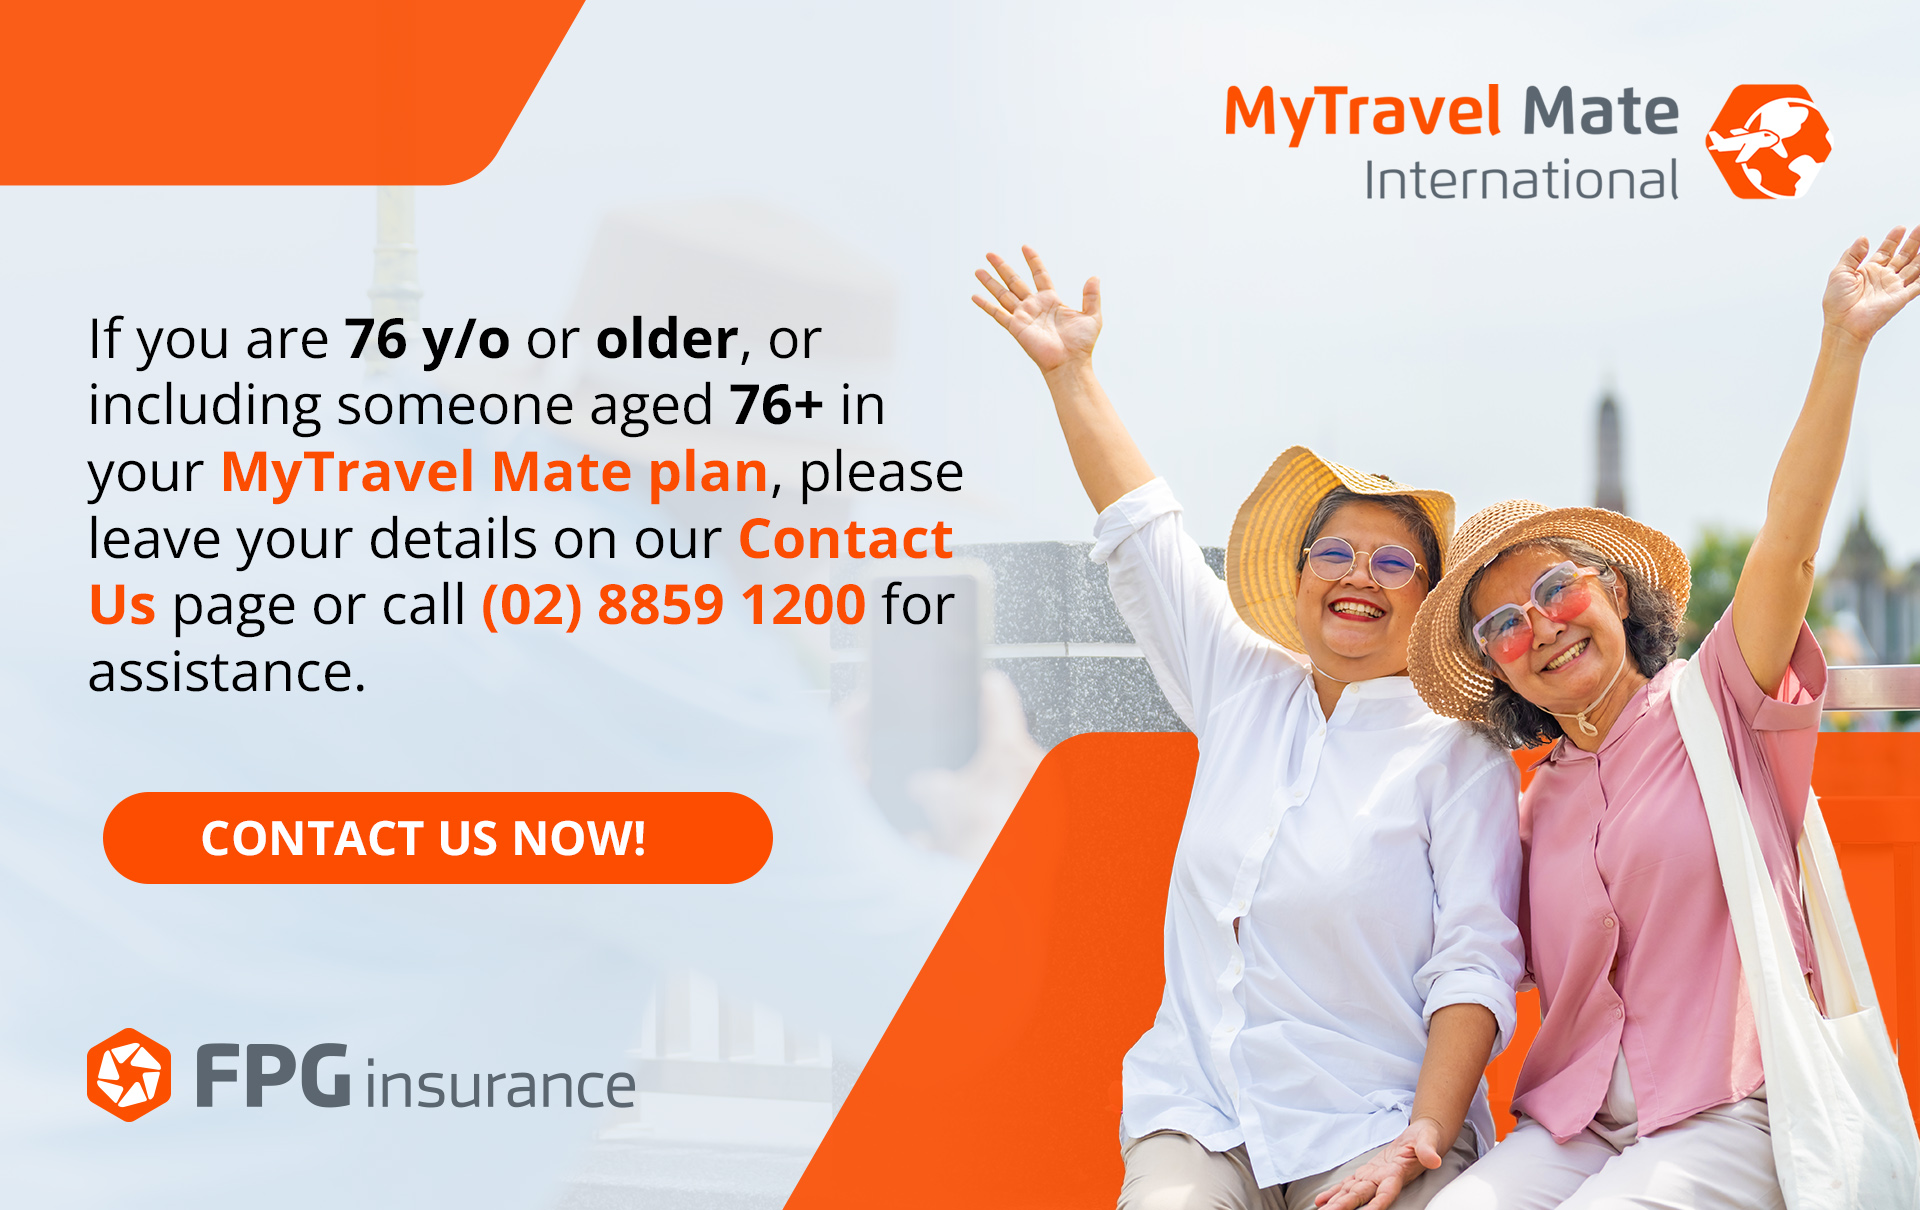 MyTravel Mate
International
If you are 76 y/o or older, or
including someone aged 76+ in
your MyTravel Mate plan, please
leave your details on our Contact
Us page or call (02) 8859 1200 for
assistance.
CONTACT US NOW!
FPG insurance